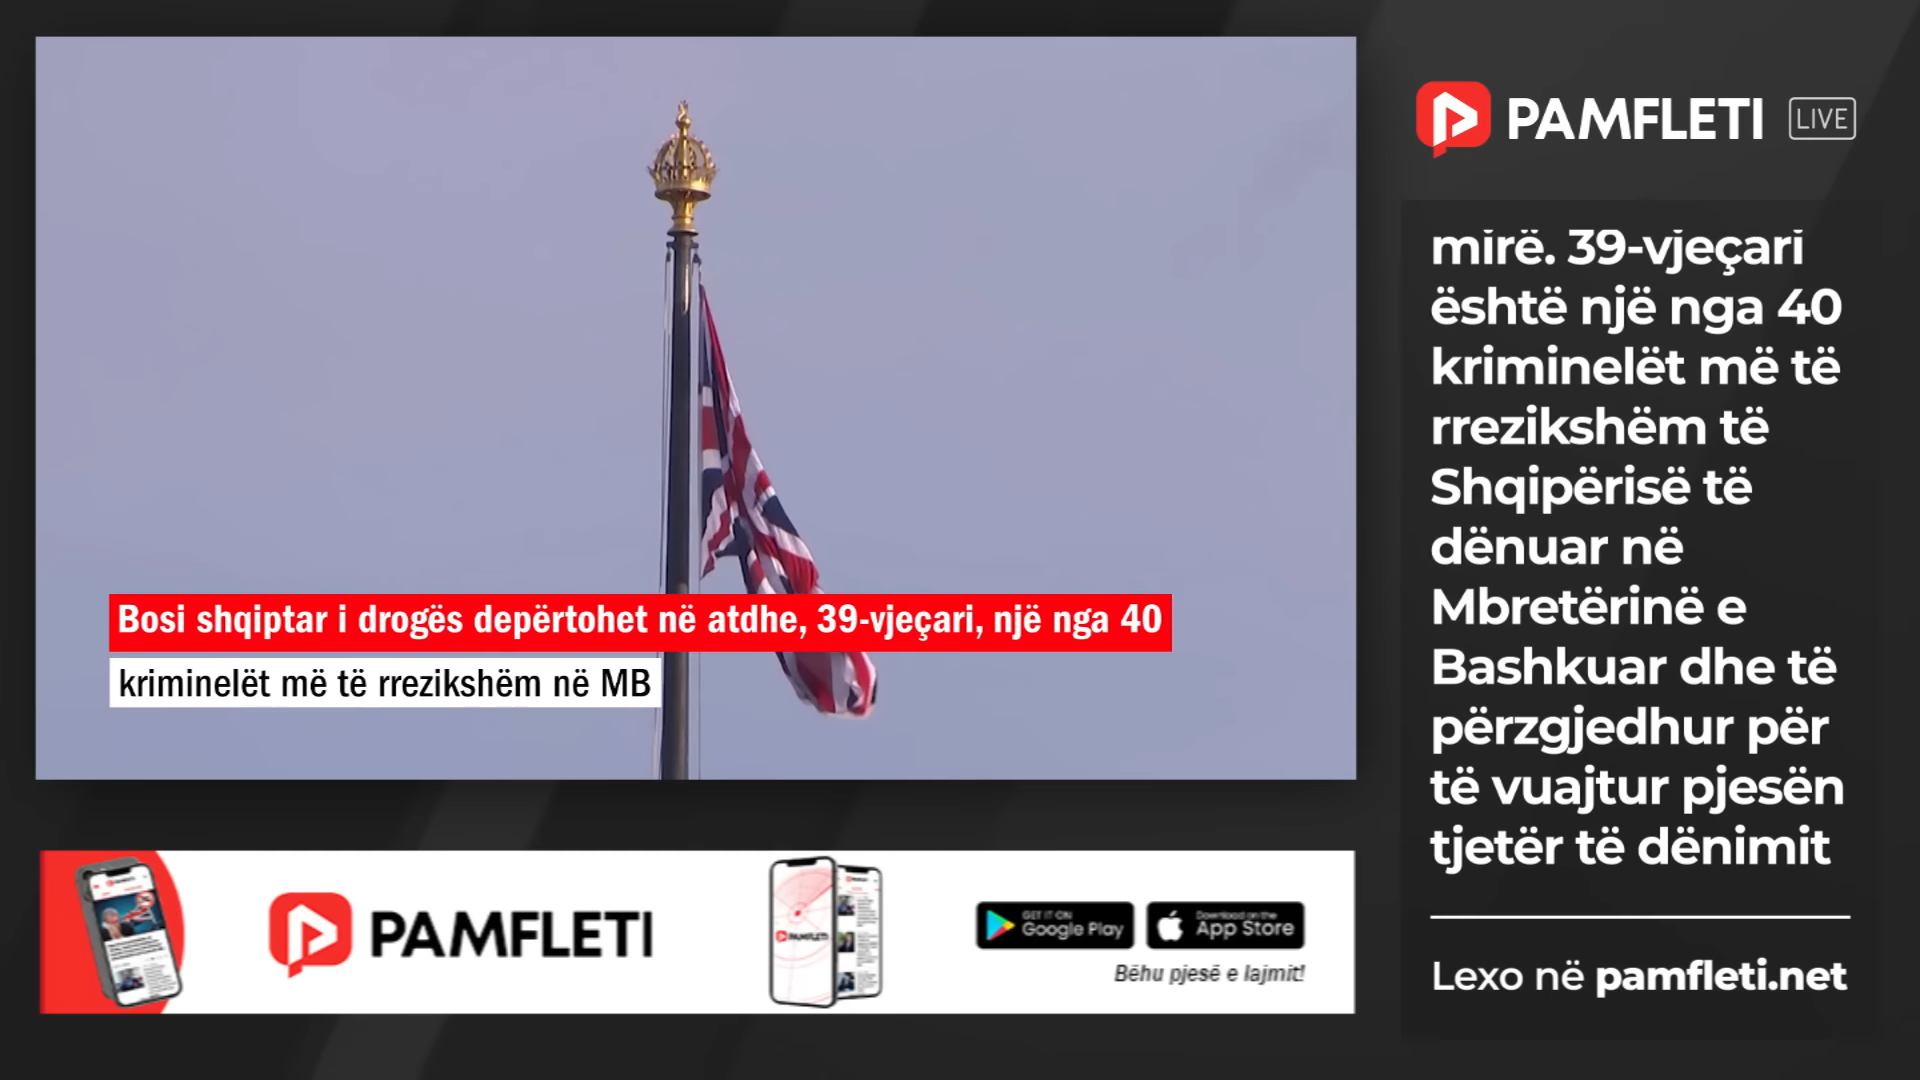 PAMFLETI LIVE
mirë. 39-vjeçari
është një nga 40
kriminelët më të
rrezikshëm të
Shqipërisë të
dënuar në
Mbretërinë e
Bashkuar dhe të
përzgjedhur për
të vuajtur pjesën
tjetër të dënimit
Lexo në pamfleti.net
Bosi shqiptar i drogës depërtohet në atdhe, 39-vjeçari, një nga 40
kriminelët më të rrezikshëm në MB
PAMFLETI
PAMFLETI
GET IT ON
Google Play
Download on the
App Store
Bëhu pjesë e lajmit!